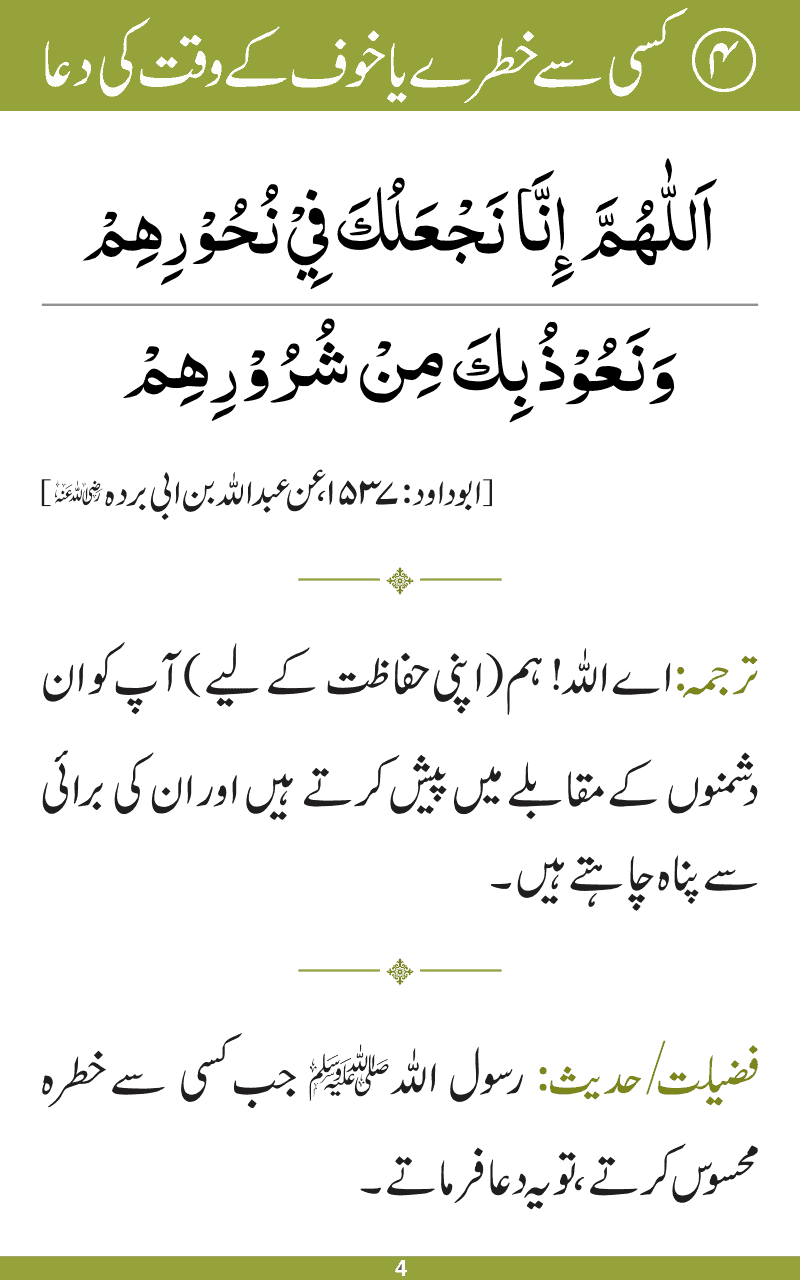 ۴ کسی سے خطرے یا خوف کے وقت کی دعا
اَللّٰهُمَّ إِنَّا نَجْعَلُكَ فِيْ نُحُوْرِهِمْ
وَنَعُوْذُ بِكَ مِنْ شُرُوْرِهِمْ
[ابوداود: ۱۵۳۷، عن عبداللہ بن ابی بردہ رضی اللہ عنہ]
ترجمہ: اے اللہ! ہم (اپنی حفاظت کے لیے) آپ کو ان
دشمنوں کے مقابلے میں پیش کرتے ہیں اور ان کی برائی
سے پناہ چاہتے ہیں۔
فضیلت/حدیث: رسول اللہ ﷺ جب کسی سے خطرہ
محسوس کرتے، تو یہ دعا فرماتے۔
4